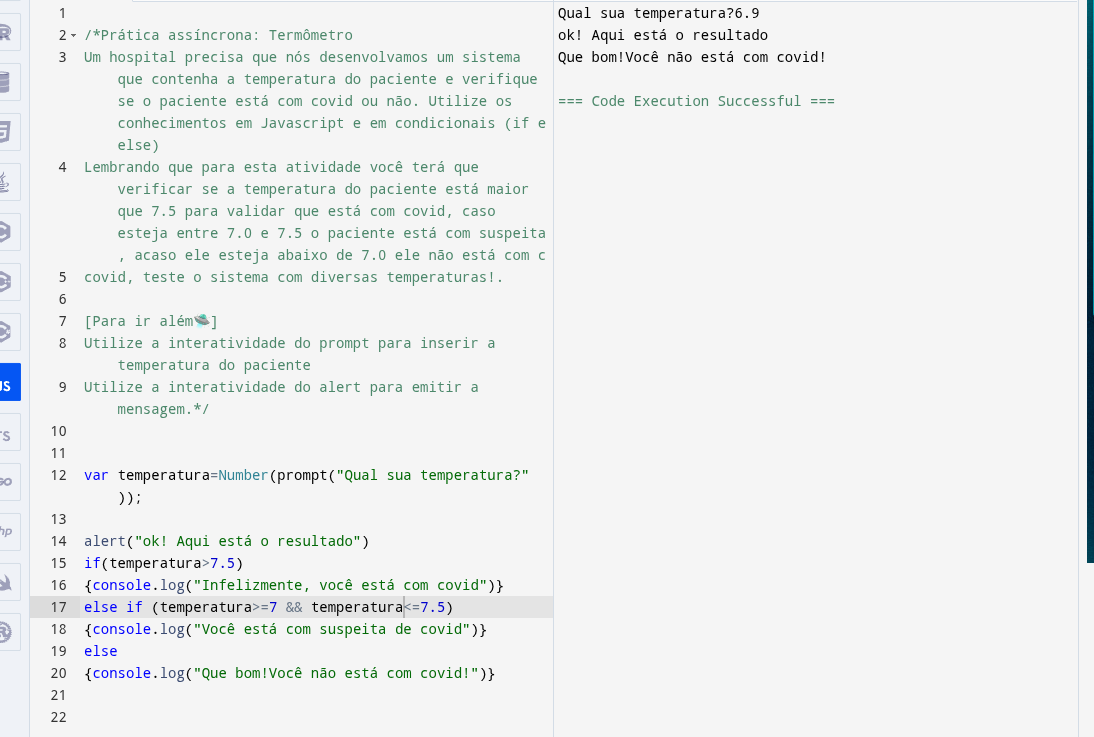 1
2 /*Prática assíncrona: Termômetro
3 Um hospital precisa que nós desenvolvamos um sistema
que contenha a temperatura do paciente e verifique
se o paciente está com covid ou não. Utilize os
conhecimentos em Javascript e em condicionais (if e
else)
4 Lembrando que para esta atividade você terá que
verificar se a temperatura do paciente está maior
que 7.5 para validar que está com covid, caso
esteja entre 7.0 e 7.5 o paciente está com suspeita
, acaso ele esteja abaixo de 7.0 ele não está com c
5 covid, teste o sistema com diversas temperaturas!.
6
7 [Para ir além🛸]
8 Utilize a interatividade do prompt para inserir a
temperatura do paciente
9 Utilize a interatividade do alert para emitir a
mensagem.*/
10
11
12 var temperatura=Number(prompt("Qual sua temperatura?"
));
13
14 alert("ok! Aqui está o resultado")
15 if(temperatura>7.5)
16 {console.log("Infelizmente, você está com covid")}
17 else if (temperatura>=7 && temperatura<=7.5)
18 {console.log("Você está com suspeita de covid")}
19 else
20 {console.log("Que bom!Você não está com covid!")}
21
22
Qual sua temperatura?6.9
ok! Aqui está o resultado
Que bom!Você não está com covid!
=== Code Execution Successful ===
JS
TS
GO
hp